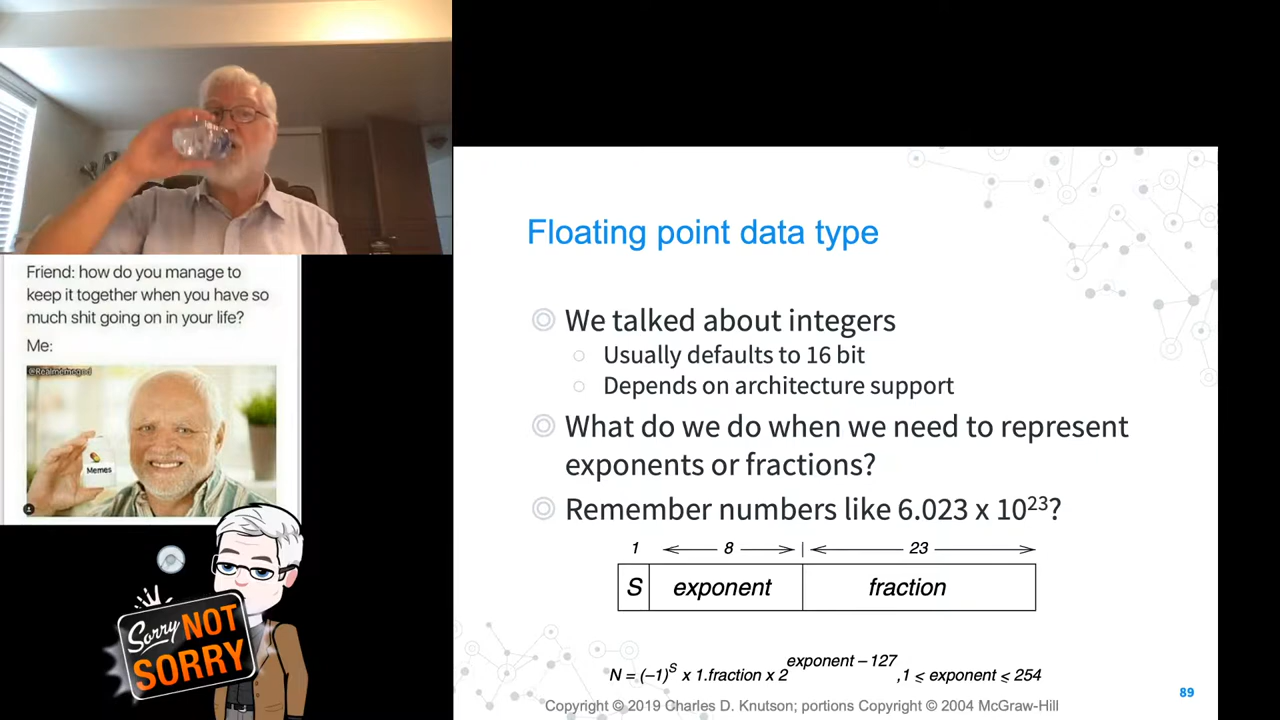 Friend: how do you manage to
keep it together when you have so
much shit going on in your life?
Me:
Memes
Sorry NOT
SORRY
Floating point data type
We talked about integers
Usually defaults to 16 bit
Depends on architecture support
What do we do when we need to represent
exponents or fractions?
Remember numbers like 6.023 x 10²³?
1 8 23
S exponent fraction
N = (–1)^S x 1.fraction x 2^exponent – 127 ,1 ≤ exponent ≤ 254
Copyright © 2019 Charles D. Knutson; portions Copyright © 2004 McGraw-Hill
89